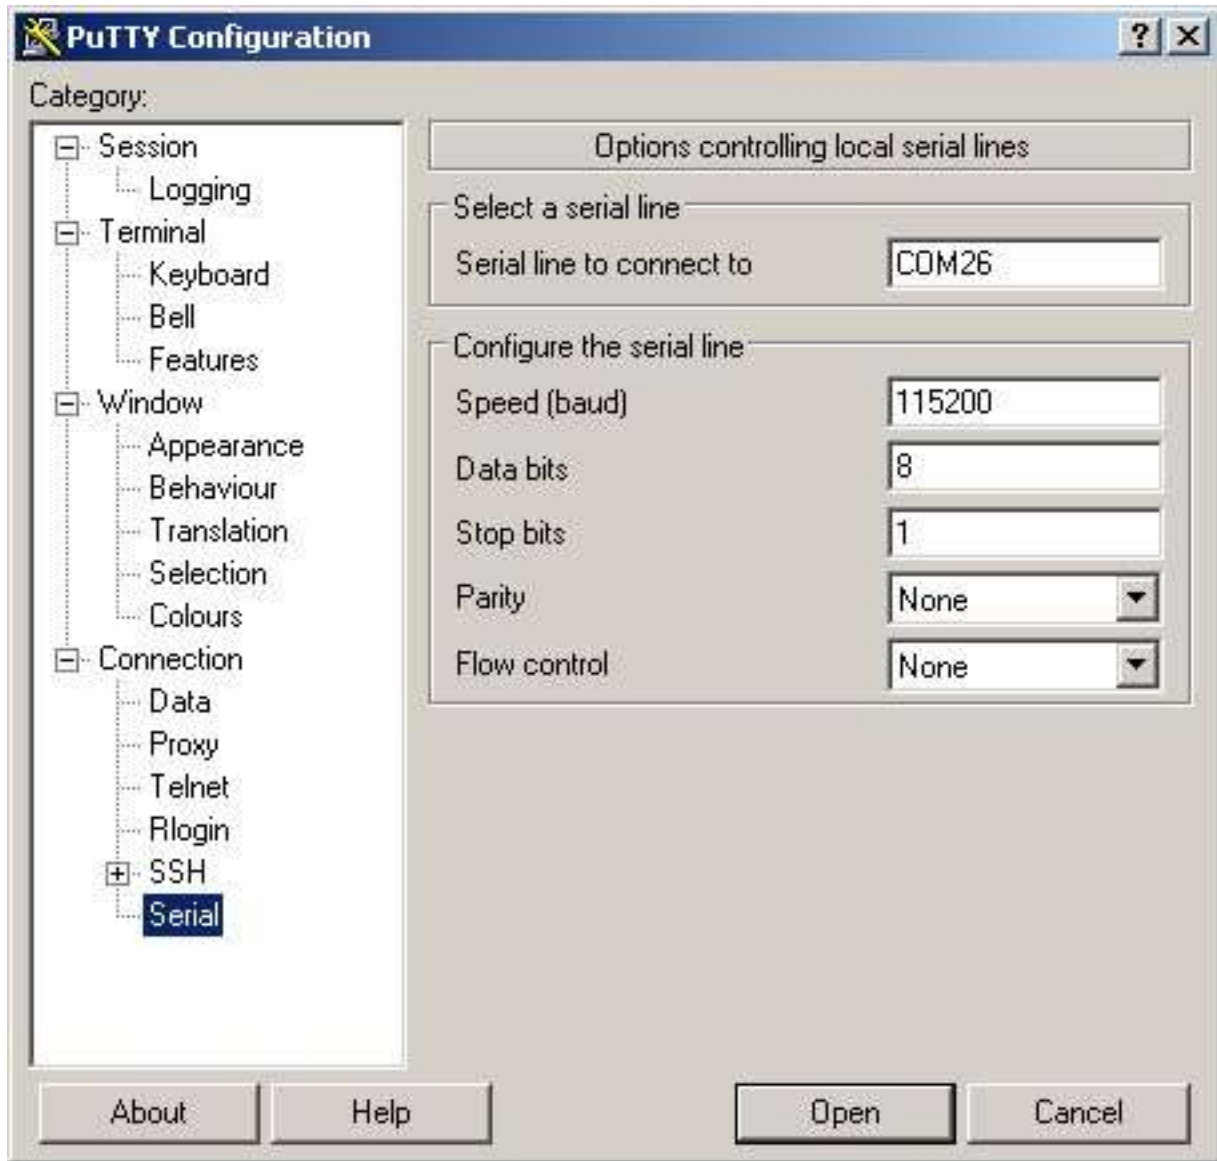 PuTTY Configuration
Category:
Session
Logging
Terminal
Keyboard
Bell
Features
Window
Appearance
Behaviour
Translation
Selection
Colours
Connection
Data
Proxy
Telnet
Rlogin
SSH
Serial
Options controlling local serial lines
Select a serial line
Serial line to connect to COM26
Configure the serial line
Speed (baud) 115200
Data bits 8
Stop bits 1
Parity None
Flow control None
About Help Open Cancel